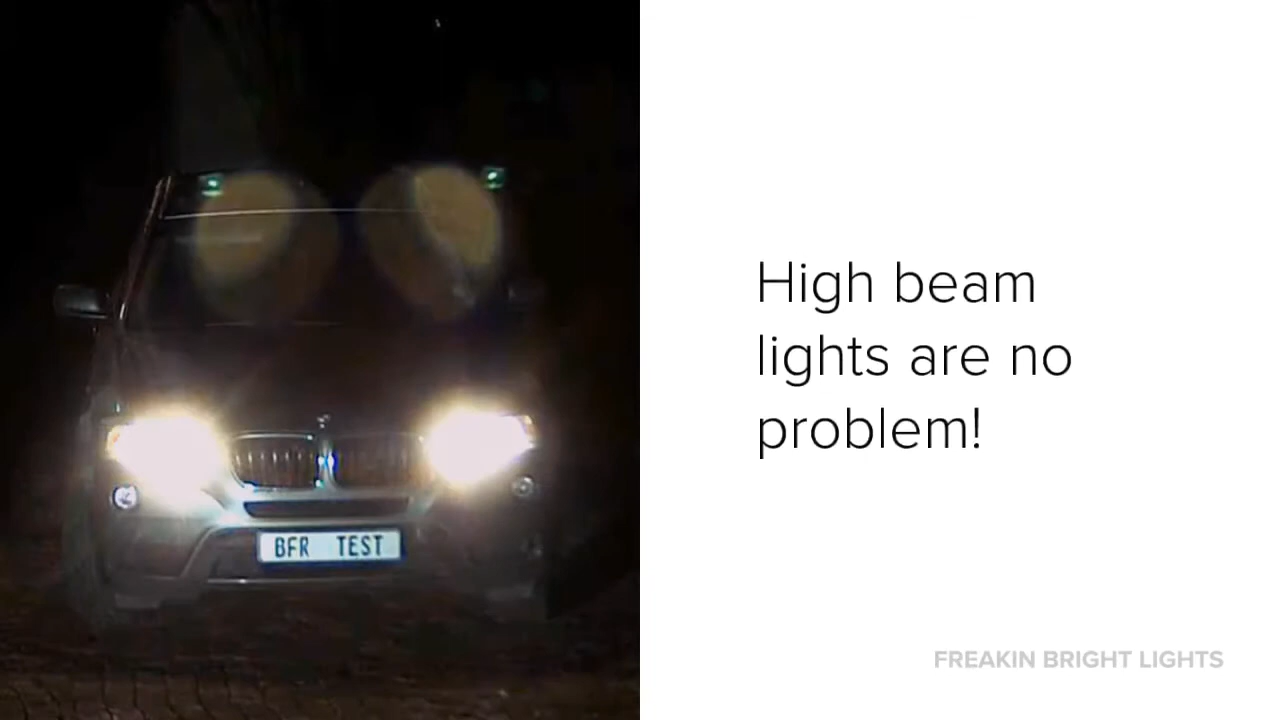 BFR TEST
High beam
lights are no
problem!
FREAKIN BRIGHT LIGHTS